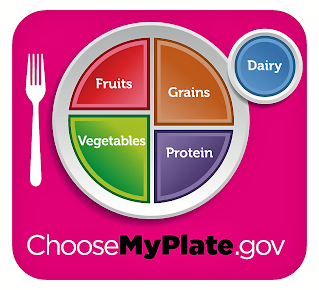 Dairy
Fruits
Grains
Vegetables
Protein
ChooseMyPlate.gov